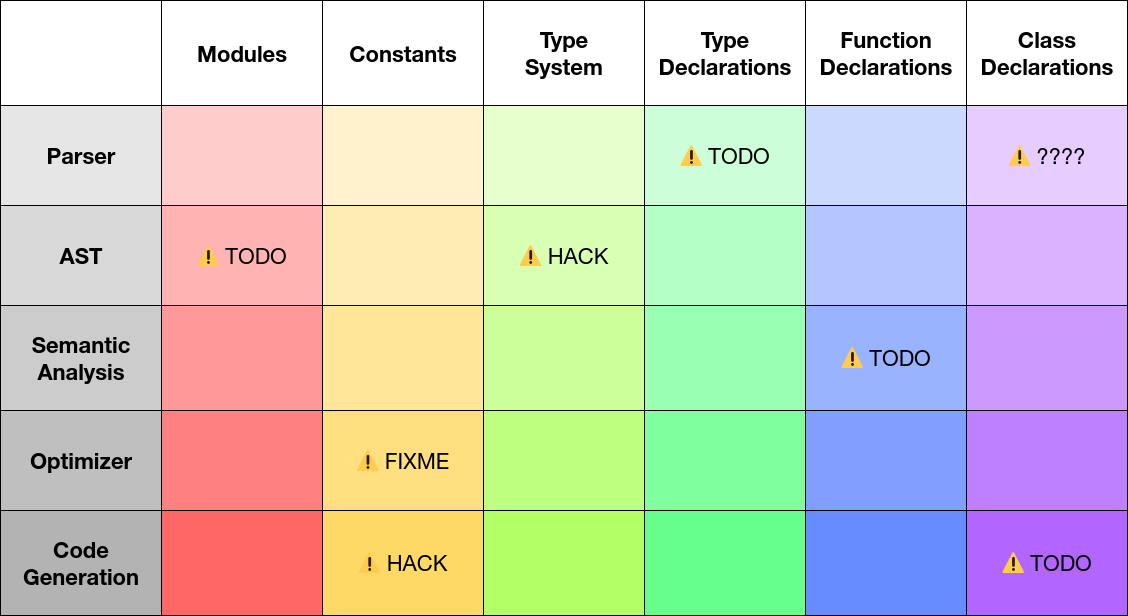 Modules
Constants
Type
System
Type
Declarations
Function
Declarations
Class
Declarations
Parser
⚠️ TODO
⚠️ ????
AST
⚠️ TODO
⚠️ HACK
Semantic
Analysis
⚠️ TODO
Optimizer
⚠️ FIXME
Code
Generation
⚠️ HACK
⚠️ TODO